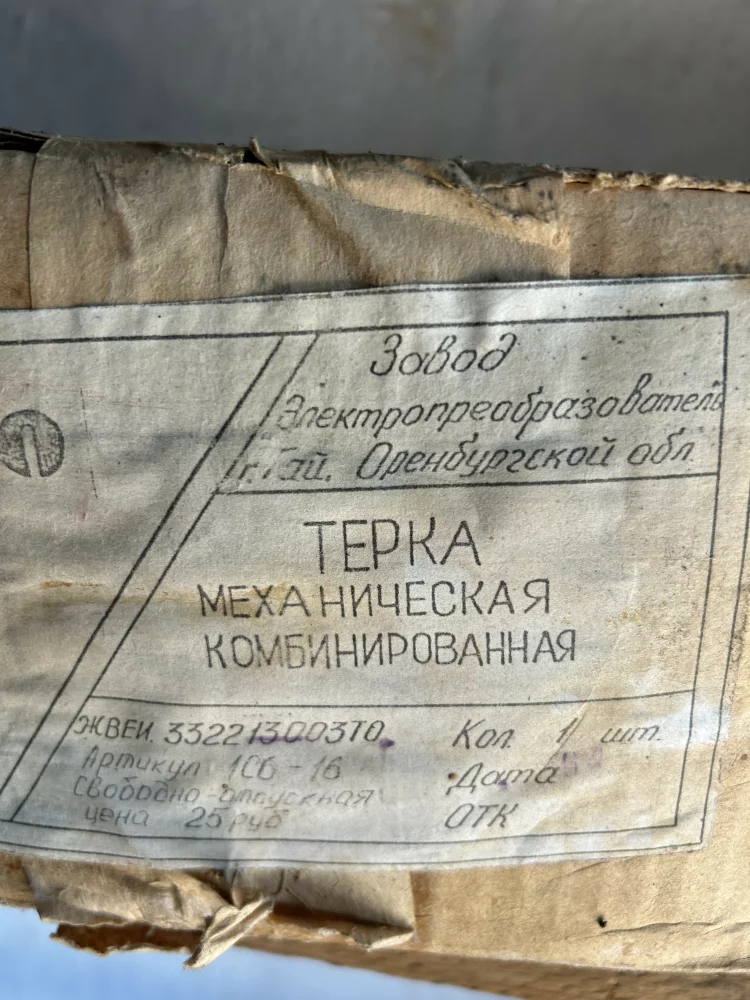 Завод
Электропреобразователь
г. Гай, Оренбургской обл.
ТЕРКА
МЕХАНИЧЕСКАЯ
КОМБИНИРОВАННАЯ
ЖВЕИ. 332213003ТО. Кол. 1 шт.
Артикул 1СБ-16 Дата
Свободно-отпускная
цена 25 руб ОТК